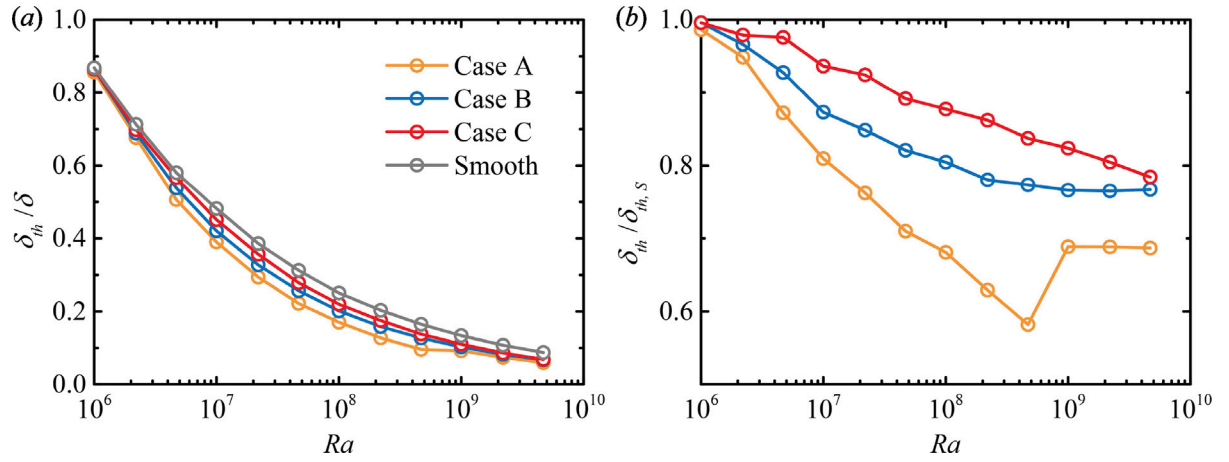 (a)
1.0
0.8
0.6
0.4
0.2
0.0
δth /δ
Case A
Case B
Case C
Smooth
10^6
10^7
10^8
10^9
10^10
Ra
(b)
1.0
0.8
0.6
δth /δth, S
10^6
10^7
10^8
10^9
10^10
Ra